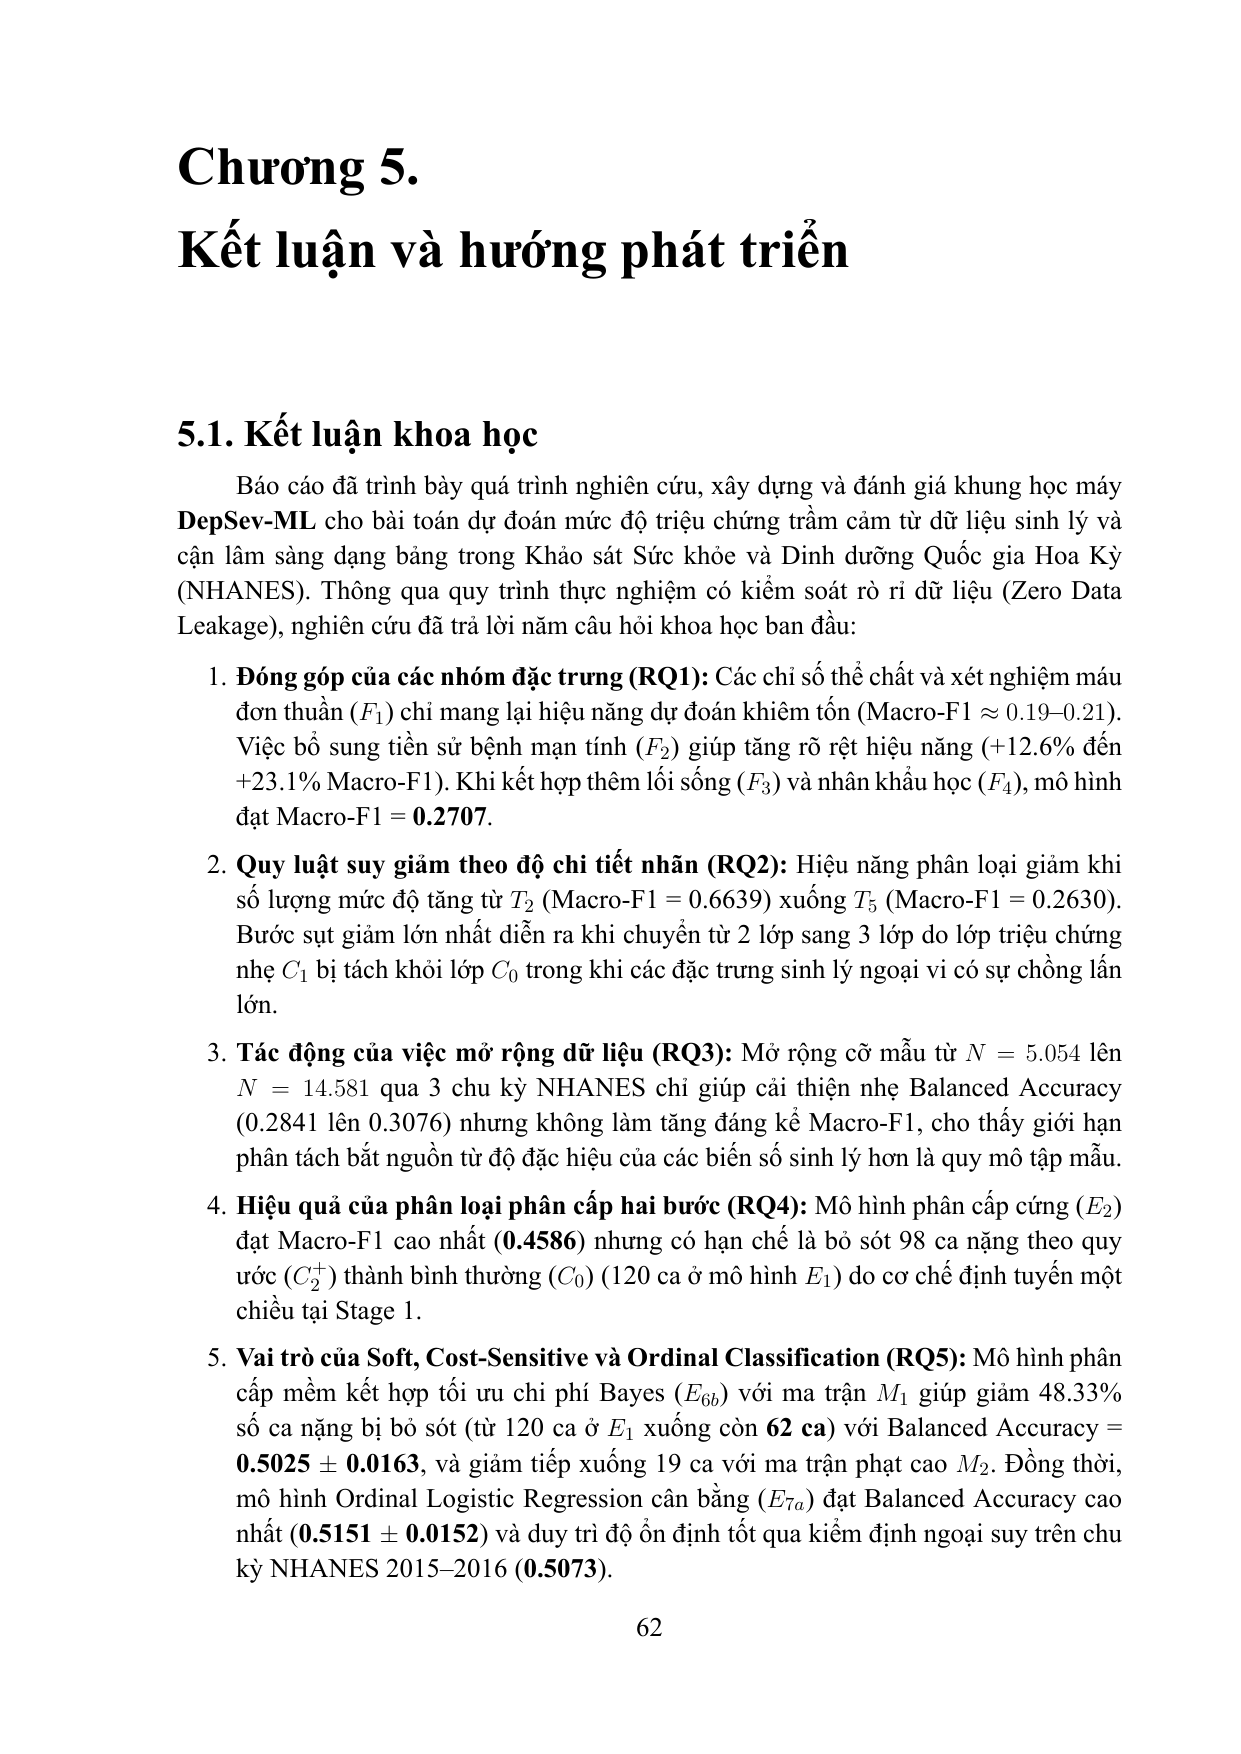 Chương 5.
Kết luận và hướng phát triển
5.1. Kết luận khoa học
Báo cáo đã trình bày quá trình nghiên cứu, xây dựng và đánh giá khung học máy
DepSev-ML cho bài toán dự đoán mức độ triệu chứng trầm cảm từ dữ liệu sinh lý và
cận lâm sàng dạng bảng trong Khảo sát Sức khỏe và Dinh dưỡng Quốc gia Hoa Kỳ
(NHANES). Thông qua quy trình thực nghiệm có kiểm soát rò rỉ dữ liệu (Zero Data
Leakage), nghiên cứu đã trả lời năm câu hỏi khoa học ban đầu:
1. Đóng góp của các nhóm đặc trưng (RQ1): Các chỉ số thể chất và xét nghiệm máu
đơn thuần (F₁) chỉ mang lại hiệu năng dự đoán khiêm tốn (Macro-F1 ≈ 0.19–0.21).
Việc bổ sung tiền sử bệnh mạn tính (F₂) giúp tăng rõ rệt hiệu năng (+12.6% đến
+23.1% Macro-F1). Khi kết hợp thêm lối sống (F₃) và nhân khẩu học (F₄), mô hình
đạt Macro-F1 = 0.2707.
2. Quy luật suy giảm theo độ chi tiết nhãn (RQ2): Hiệu năng phân loại giảm khi
số lượng mức độ tăng từ T₂ (Macro-F1 = 0.6639) xuống T₅ (Macro-F1 = 0.2630).
Bước sụt giảm lớn nhất diễn ra khi chuyển từ 2 lớp sang 3 lớp do lớp triệu chứng
nhẹ C₁ bị tách khỏi lớp C₀ trong khi các đặc trưng sinh lý ngoại vi có sự chồng lấn
lớn.
3. Tác động của việc mở rộng dữ liệu (RQ3): Mở rộng cỡ mẫu từ N = 5.054 lên
N = 14.581 qua 3 chu kỳ NHANES chỉ giúp cải thiện nhẹ Balanced Accuracy
(0.2841 lên 0.3076) nhưng không làm tăng đáng kể Macro-F1, cho thấy giới hạn
phân tách bắt nguồn từ độ đặc hiệu của các biến số sinh lý hơn là quy mô tập mẫu.
4. Hiệu quả của phân loại phân cấp hai bước (RQ4): Mô hình phân cấp cứng (E₂)
đạt Macro-F1 cao nhất (0.4586) nhưng có hạn chế là bỏ sót 98 ca nặng theo quy
ước (C₂⁺) thành bình thường (C₀) (120 ca ở mô hình E₁) do cơ chế định tuyến một
chiều tại Stage 1.
5. Vai trò của Soft, Cost-Sensitive và Ordinal Classification (RQ5): Mô hình phân
cấp mềm kết hợp tối ưu chi phí Bayes (E₆b) với ma trận M₁ giúp giảm 48.33%
số ca nặng bị bỏ sót (từ 120 ca ở E₁ xuống còn 62 ca) với Balanced Accuracy =
0.5025 ± 0.0163, và giảm tiếp xuống 19 ca với ma trận phạt cao M₂. Đồng thời,
mô hình Ordinal Logistic Regression cân bằng (E₇a) đạt Balanced Accuracy cao
nhất (0.5151 ± 0.0152) và duy trì độ ổn định tốt qua kiểm định ngoại suy trên chu
kỳ NHANES 2015–2016 (0.5073).
62